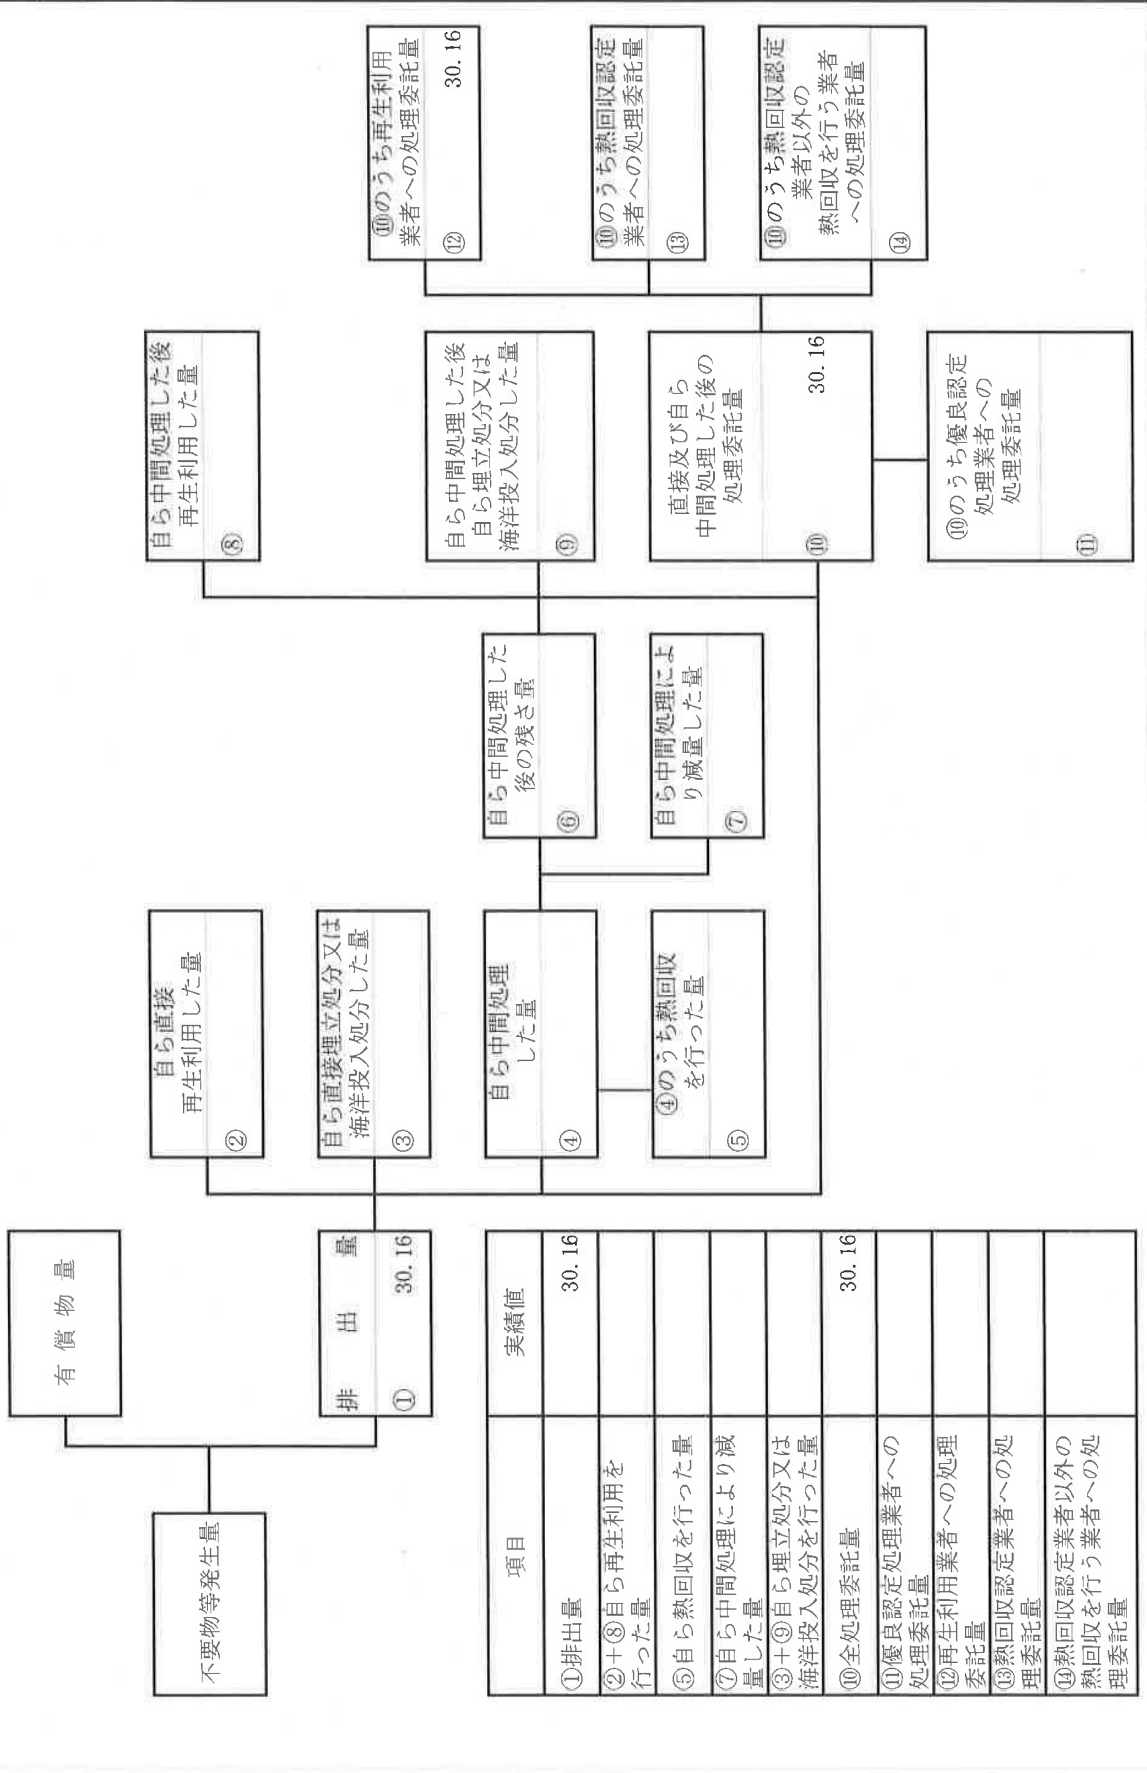 有償物量
不要物等発生量
排出量
① 30.16
自ら直接
再生利用した量
②
自ら直接埋立処分又は
海洋投入処分した量
③
自ら中間処理
した量
④
④のうち熱回収
を行った量
⑤
自ら中間処理した
後の残さ量
⑥
自ら中間処理によ
り減量した量
⑦
自ら中間処理した後
再生利用した量
⑧
自ら中間処理した後
自ら埋立処分又は
海洋投入処分した量
⑨
直接及び自ら
中間処理した後の
処理委託量
⑩ 30.16
⑩のうち優良認定
処理業者への
処理委託量
⑪
⑩のうち再生利用
業者への処理委託量
⑫ 30.16
⑩のうち熱回収認定
業者への処理委託量
⑬
⑩のうち熱回収認定
業者以外の
熱回収を行う業者
への処理委託量
⑭
項目 実績値
①排出量 30.16
②+⑧自ら再生利用を
行った量
⑤自ら熱回収を行った量
⑦自ら中間処理により減
量した量
③+⑨自ら埋立処分又は
海洋投入処分を行った量
⑩全処理委託量 30.16
⑪優良認定処理業者への
処理委託量
⑫再生利用業者への処理
委託量
⑬熱回収認定業者への処
理委託量
⑭熱回収認定業者以外の
熱回収を行う業者への処
理委託量